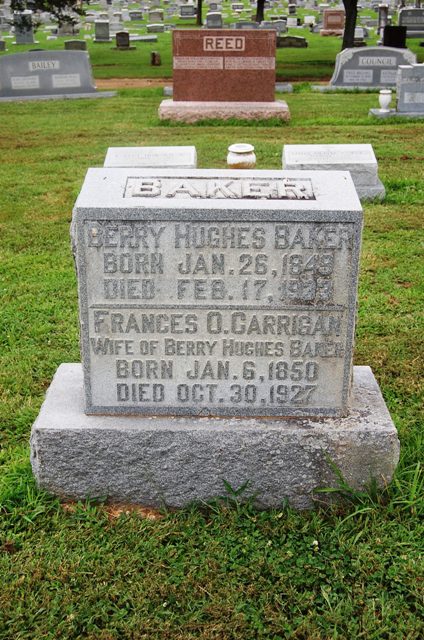 REED
BAILEY
COUNCIL
BAKER
BERRY HUGHES BAKER
BORN JAN. 26, 1849
DIED FEB. 17,
FRANCES O. CARRIGAN
WIFE OF BERRY HUGHES BAKER
BORN JAN. 6, 1850
DIED OCT. 30, 1927